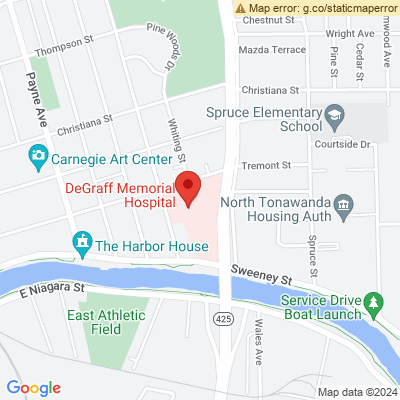 Map error: g.co/staticmaperror
Chestnut St
Pine Woods Dr
Wright Ave
Thompson St
Mazda Terrace
Pine St
Cedar St
mwood Ave
Payne Ave
Christiana St
Christiana St
Whiting St
Spruce Elementary
School
Courtside Dr
Carnegie Art Center
Tremont St
DeGraff Memorial
Hospital
North Tonawanda
Housing Auth
The Harbor House
Spruce St
Sweeney St
E Niagara St
Service Drive
Boat Launch
East Athletic
Field
425
Wales Ave
Google
Map data ©2024